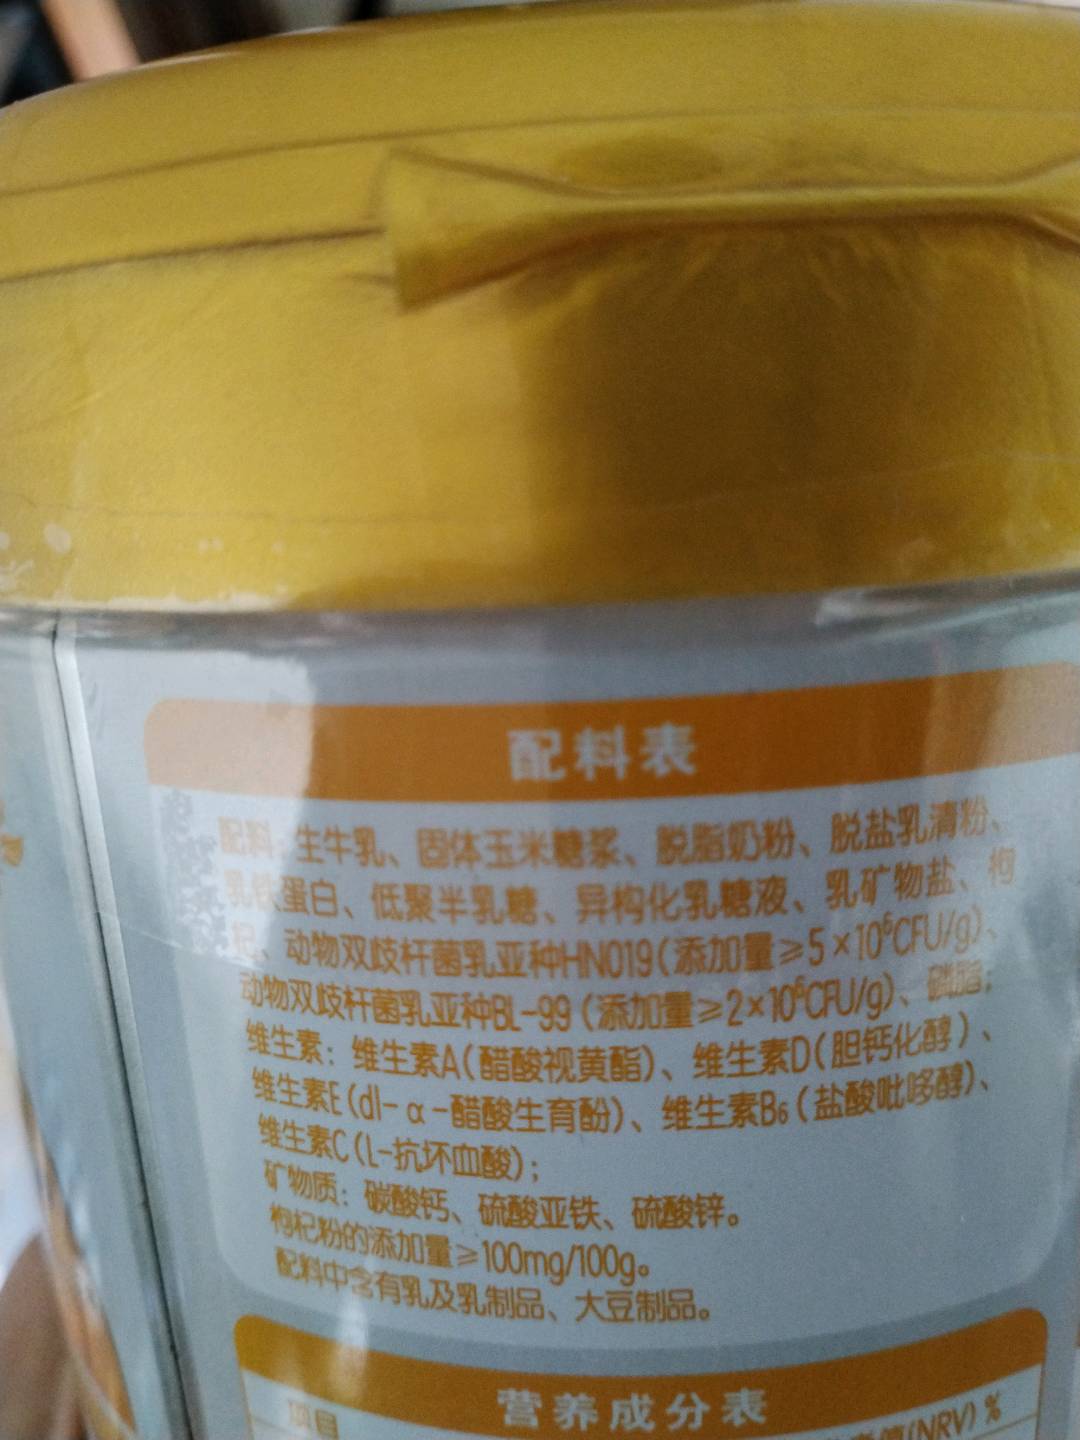 配料表
配料：生牛乳、固体玉米糖浆、脱脂奶粉、脱盐乳清粉、
乳铁蛋白、低聚半乳糖、异构化乳糖液、乳矿物盐、枸
杞、动物双歧杆菌乳亚种HN019(添加量≥5×10⁶CFU/g)、
动物双歧杆菌乳亚种BL-99(添加量≥2×10⁶CFU/g)、磷脂；
维生素：维生素A(醋酸视黄酯)、维生素D(胆钙化醇)、
维生素E(dl-α-醋酸生育酚)、维生素B₆(盐酸吡哆醇)、
维生素C(L-抗坏血酸)；
矿物质：碳酸钙、硫酸亚铁、硫酸锌。
枸杞粉的添加量≥100mg/100g。
配料中含有乳及乳制品、大豆制品。
营养成分表
项目 (NRV)%